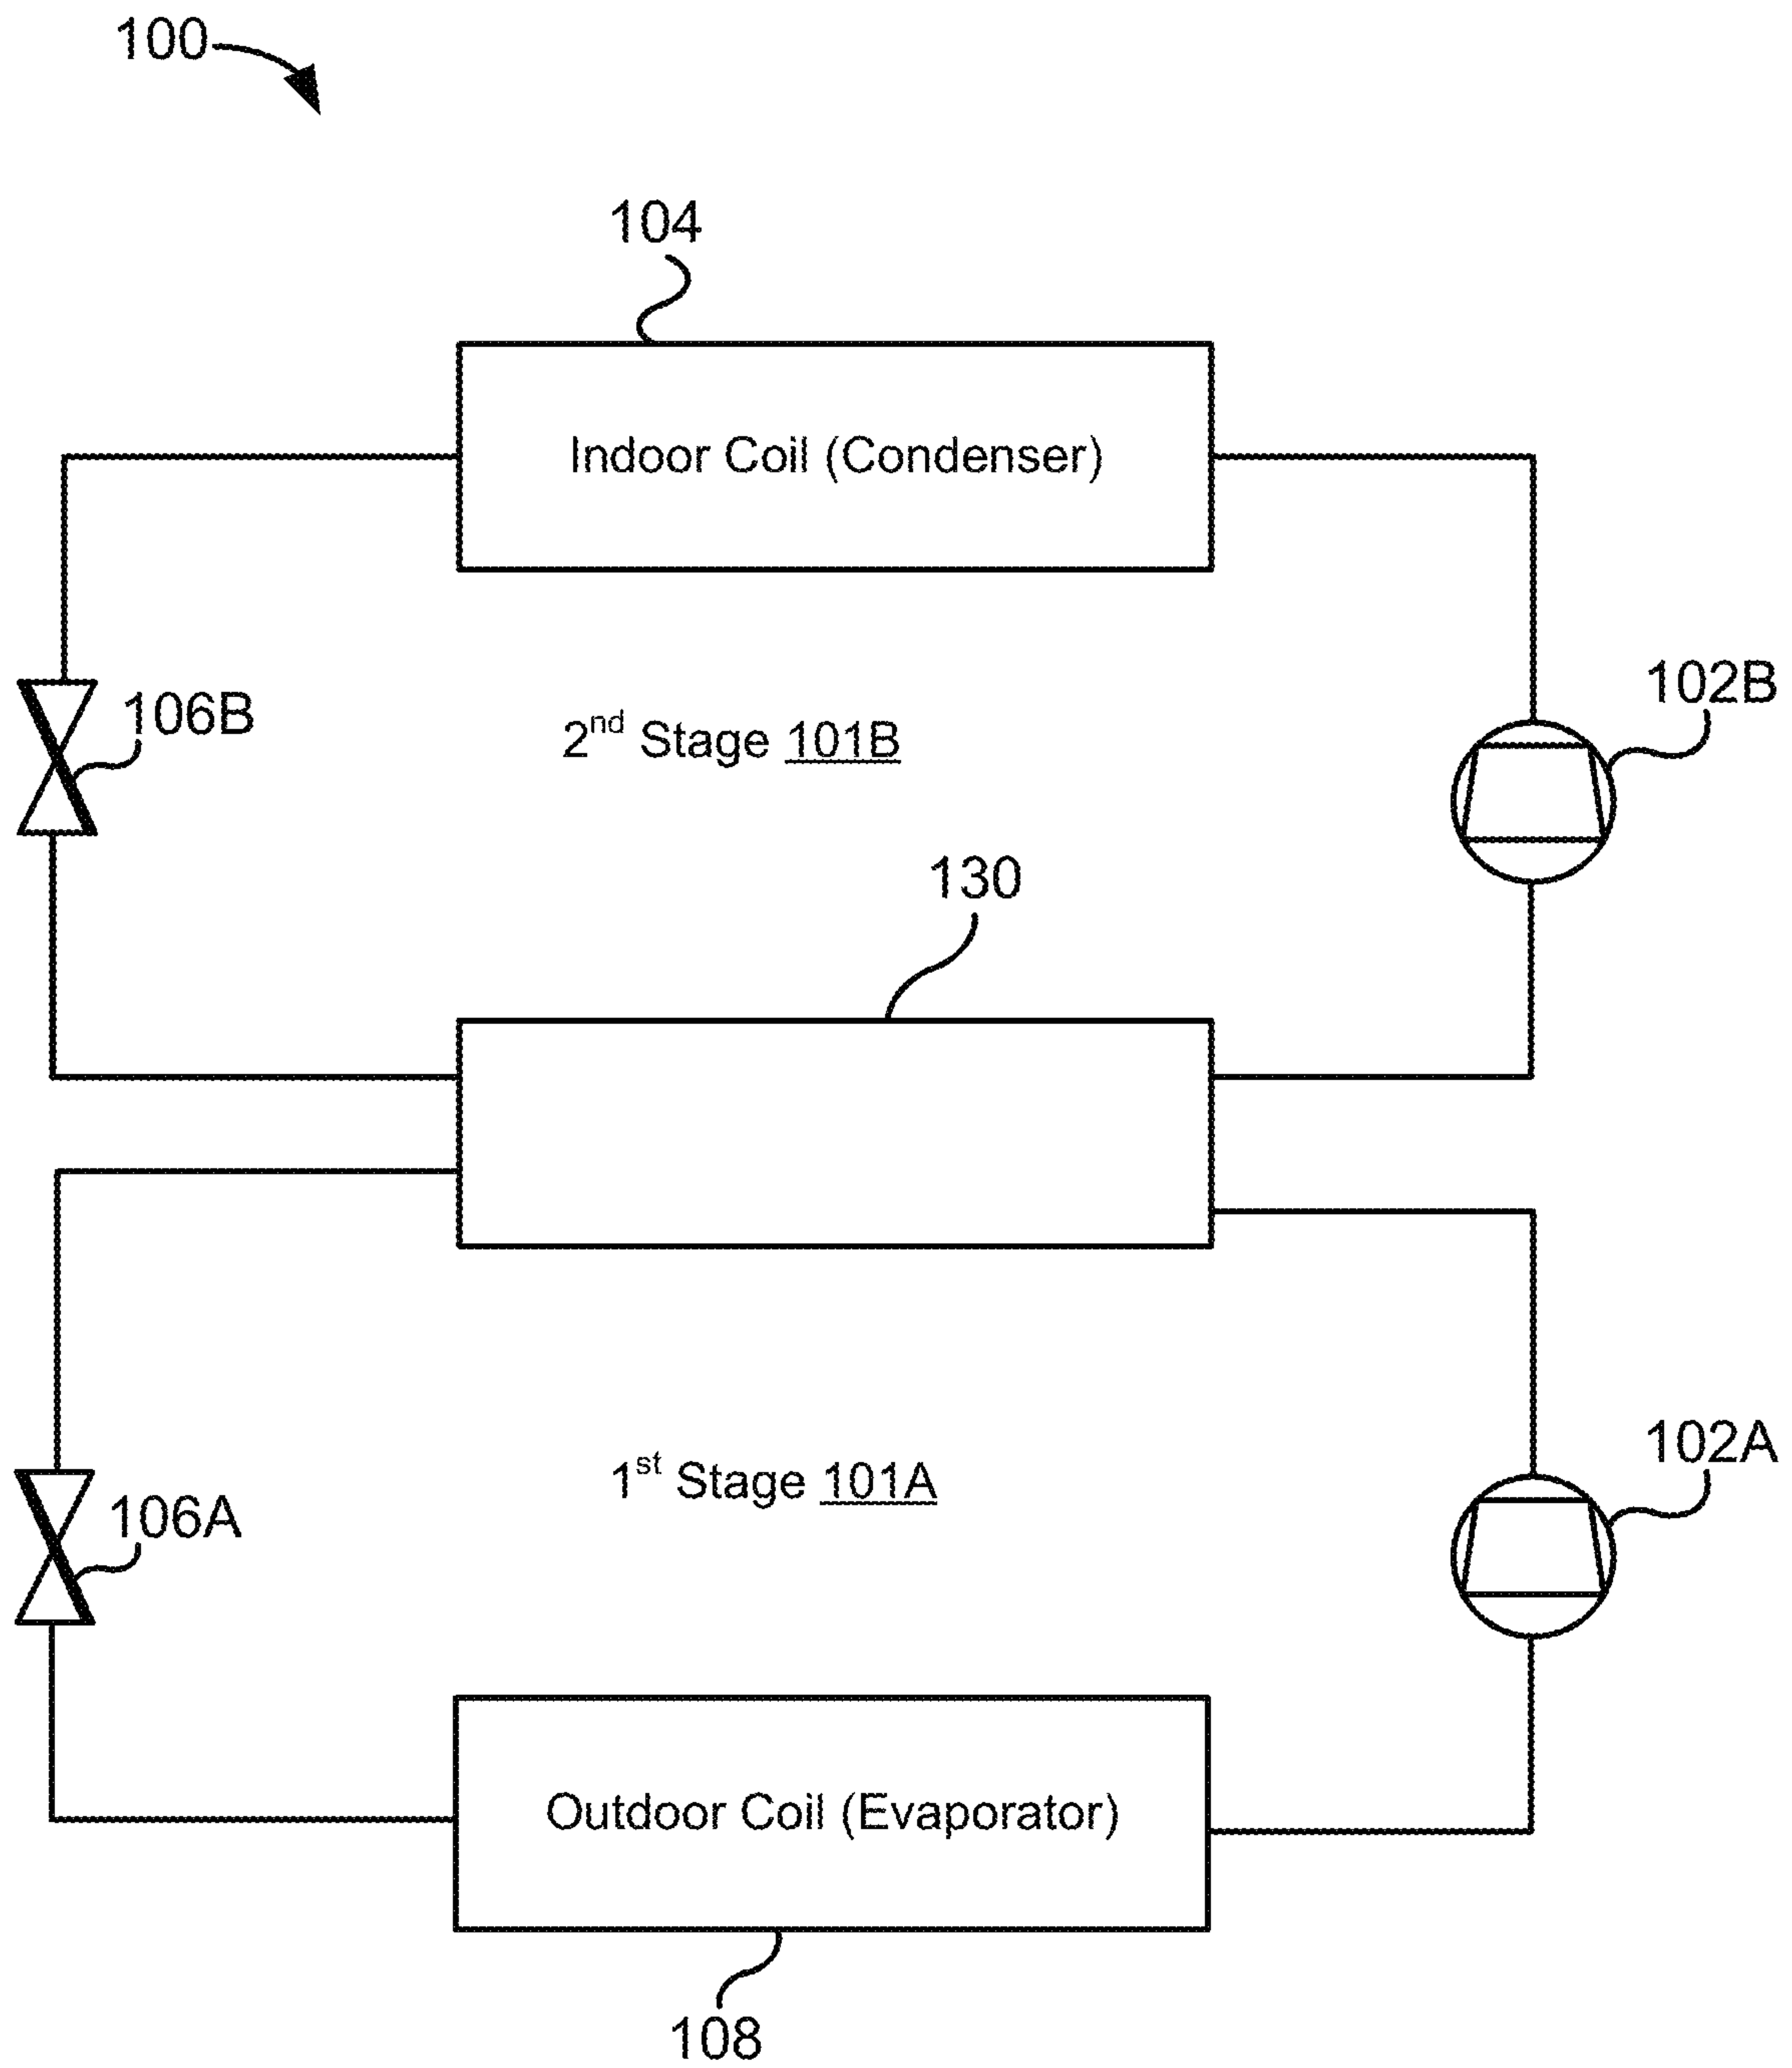 100
104
Indoor Coil (Condenser)
102B
106B
2nd Stage 101B
130
102A
1st Stage 101A
106A
Outdoor Coil (Evaporator)
108